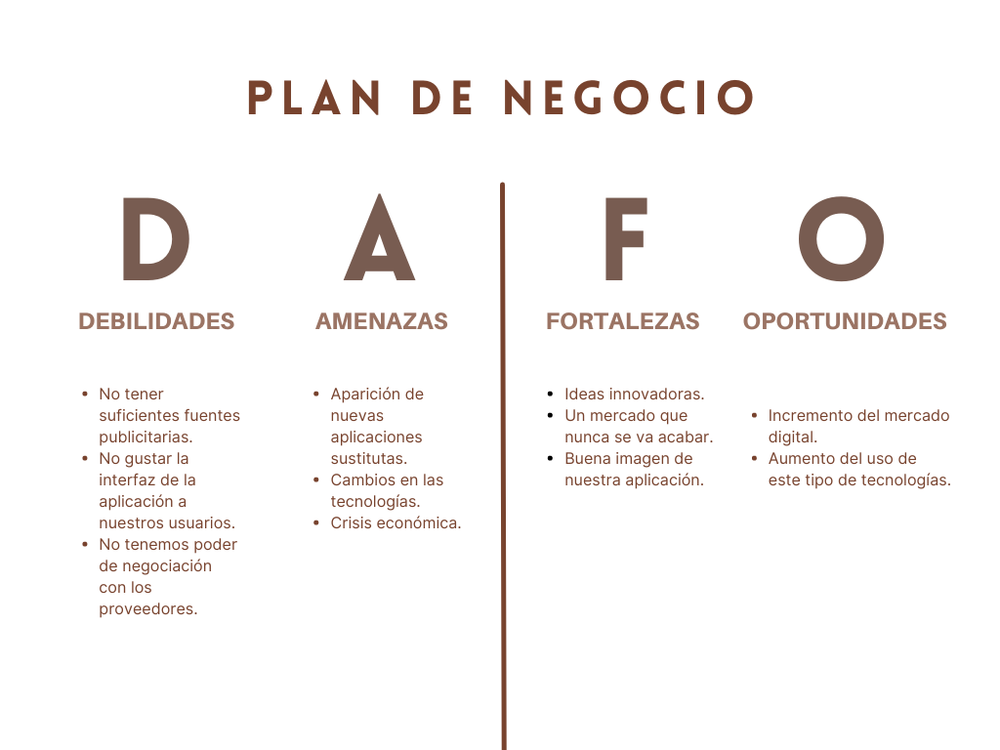 PLAN DE NEGOCIO
D
DEBILIDADES
• No tener
suficientes fuentes
publicitarias.
• No gustar la
interfaz de la
aplicación a
nuestros usuarios.
• No tenemos poder
de negociación
con los
proveedores.
A
AMENAZAS
• Aparición de
nuevas
aplicaciones
sustitutas.
• Cambios en las
tecnologías.
• Crisis económica.
F
FORTALEZAS
• Ideas innovadoras.
• Un mercado que
nunca se va acabar.
• Buena imagen de
nuestra aplicación.
O
OPORTUNIDADES
• Incremento del mercado
digital.
• Aumento del uso de
este tipo de tecnologías.